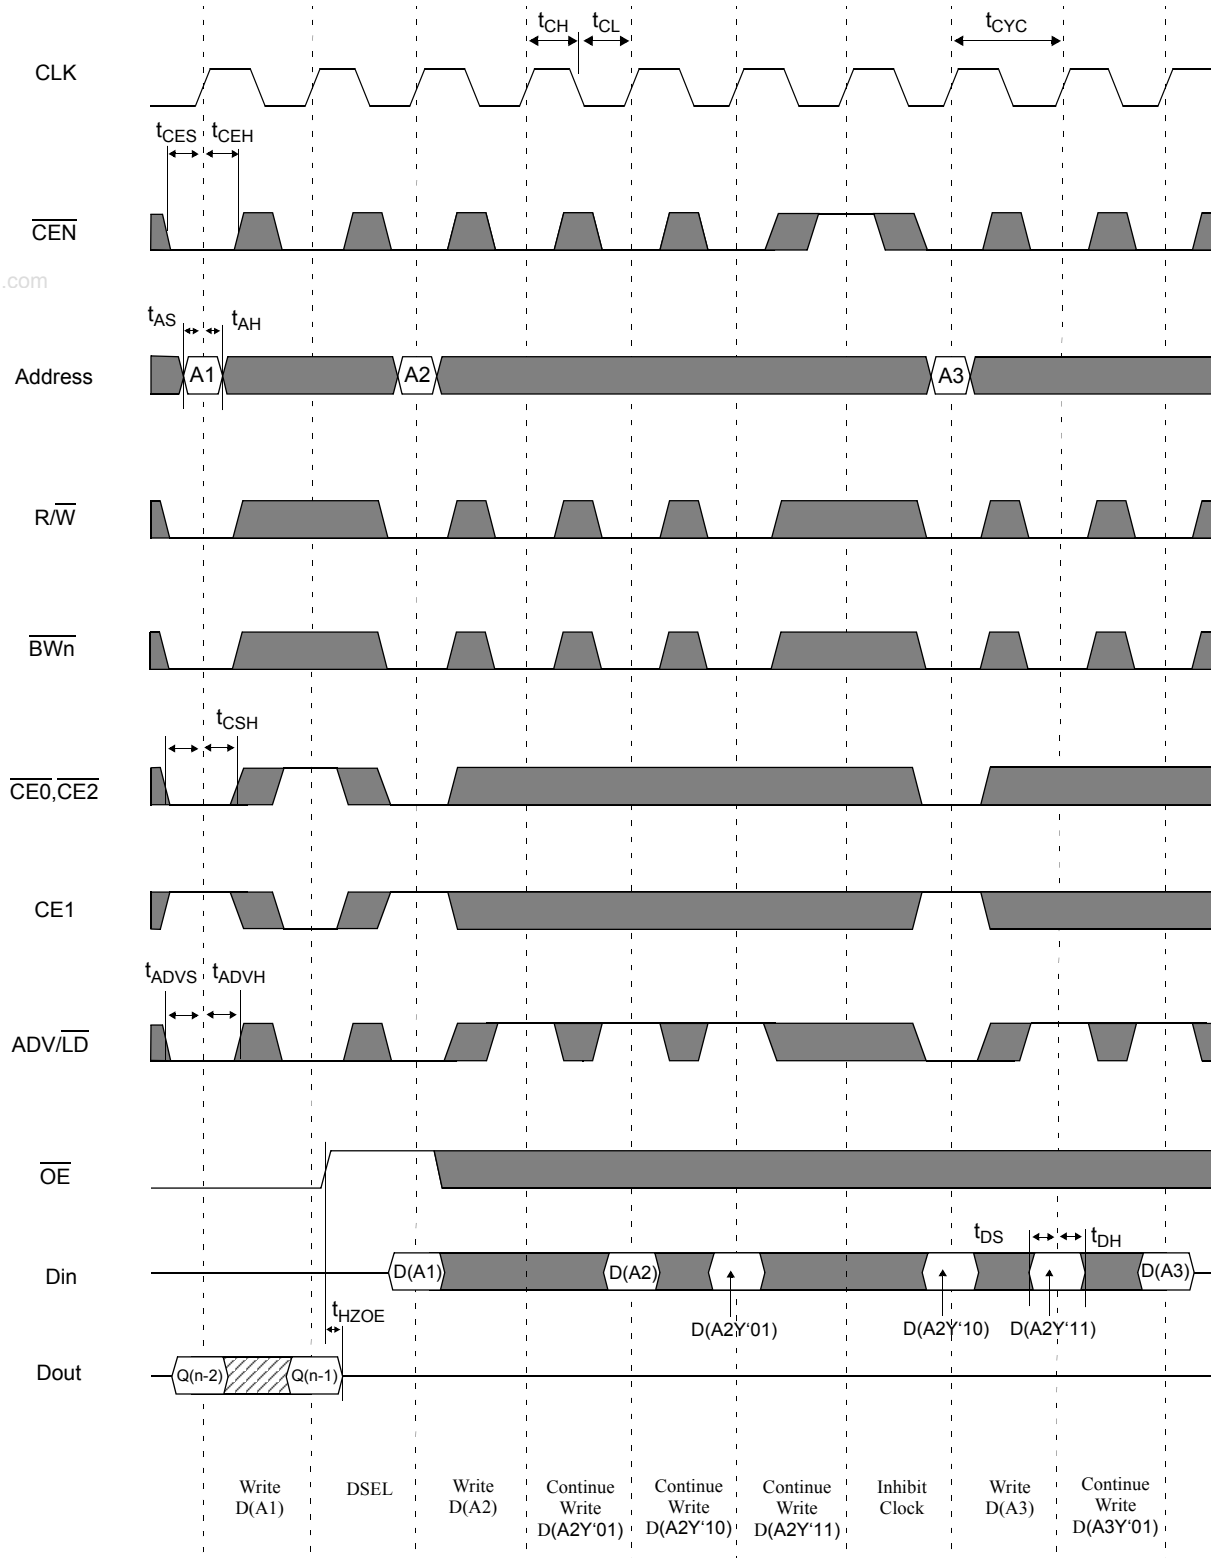 tCH tCL tCYC
CLK
tCES tCEH
CEN
.com
tAS tAH
Address A1 A2 A3
R/W
BWn
tCSH
CE0,CE2
CE1
tADVS tADVH
ADV/LD
OE
tDS tDH
Din D(A1) D(A2) D(A3)
tHZOE D(A2Y‘01) D(A2Y‘10) D(A2Y‘11)
Dout Q(n-2) Q(n-1)
Write
D(A1)
DSEL
Write
D(A2)
Continue
Write
D(A2Y‘01)
Continue
Write
D(A2Y‘10)
Continue
Write
D(A2Y‘11)
Inhibit
Clock
Write
D(A3)
Continue
Write
D(A3Y‘01)